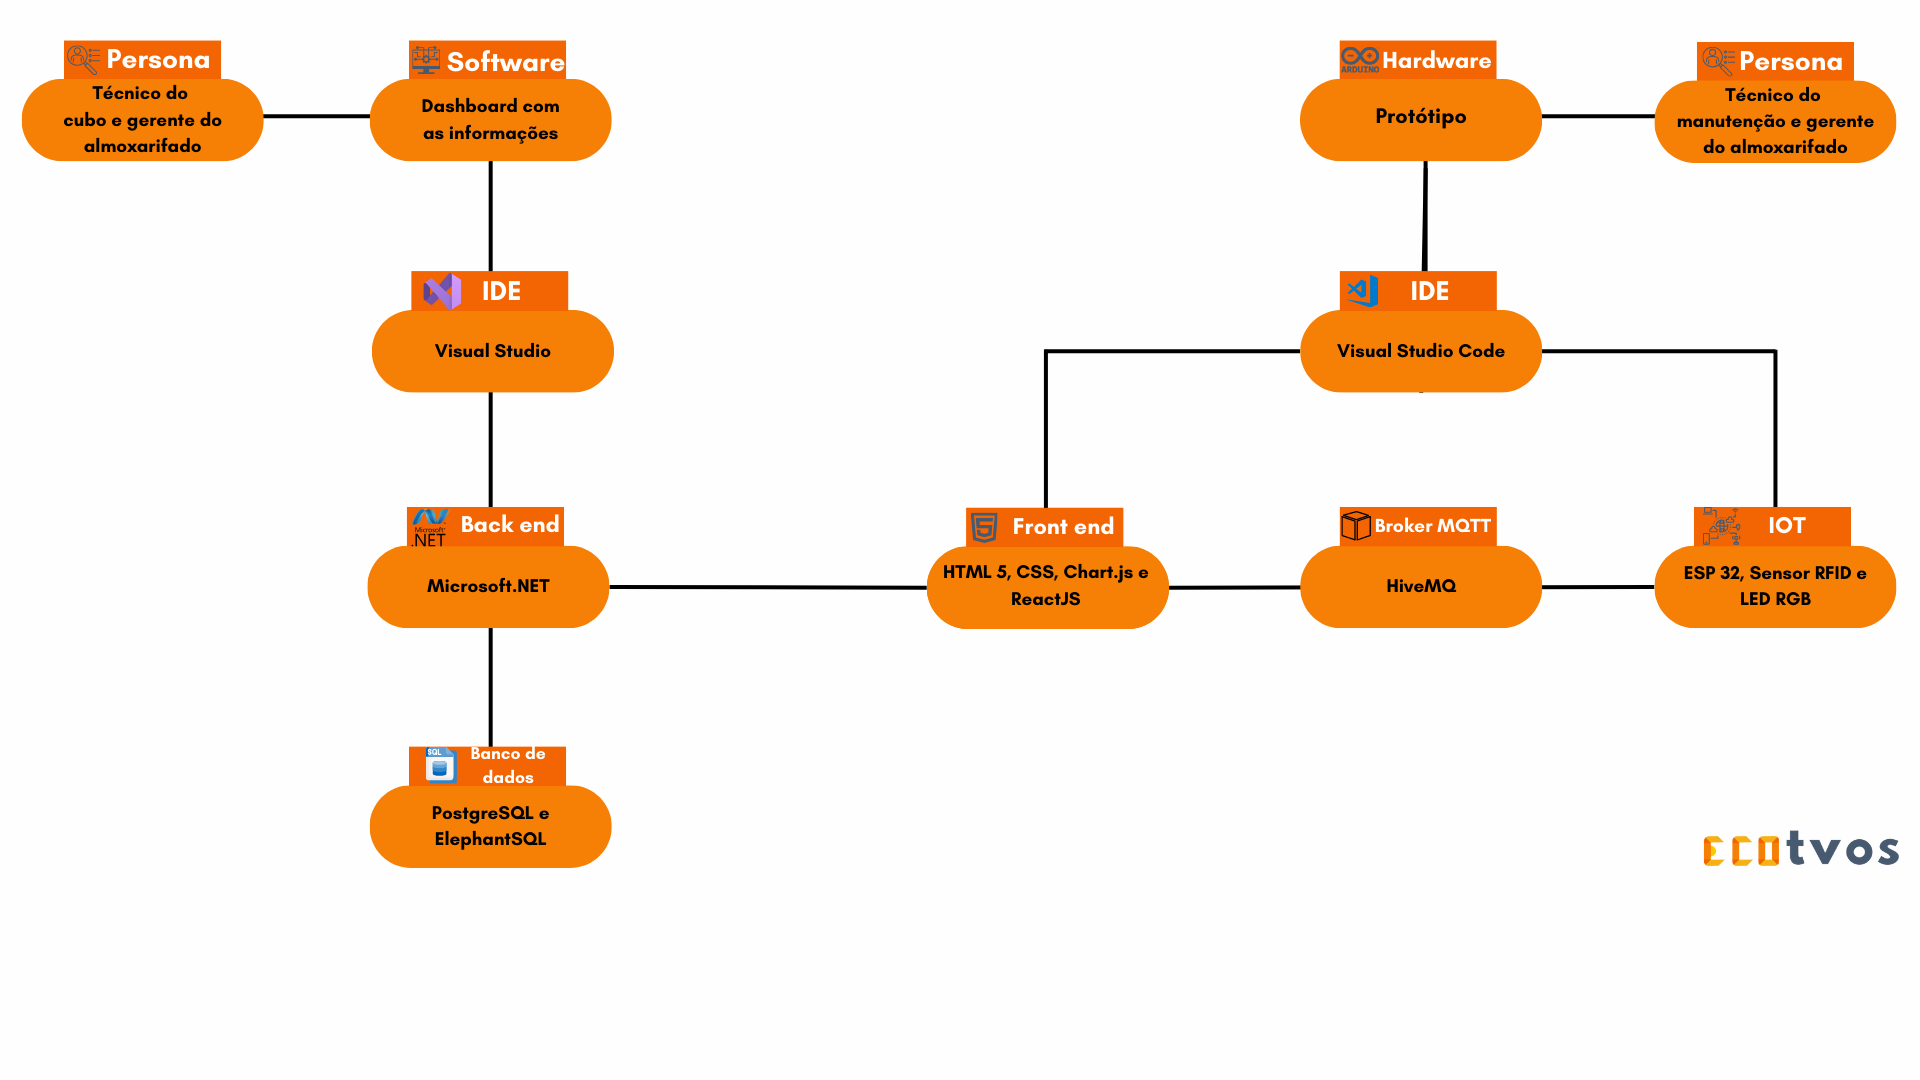 Persona
Técnico do
cubo e gerente do
almoxarifado
Software
Dashboard com
as informações
ARDUINO
Hardware
Protótipo
Persona
Técnico do
manutenção e gerente
do almoxarifado
IDE
Visual Studio
IDE
Visual Studio Code
Microsoft
.NET
Back end
Microsoft.NET
Front end
HTML 5, CSS, Chart.js e
ReactJS
Broker MQTT
HiveMQ
IOT
ESP 32, Sensor RFID e
LED RGB
SQL
Banco de
dados
PostgreSQL e
ElephantSQL
ecotvos